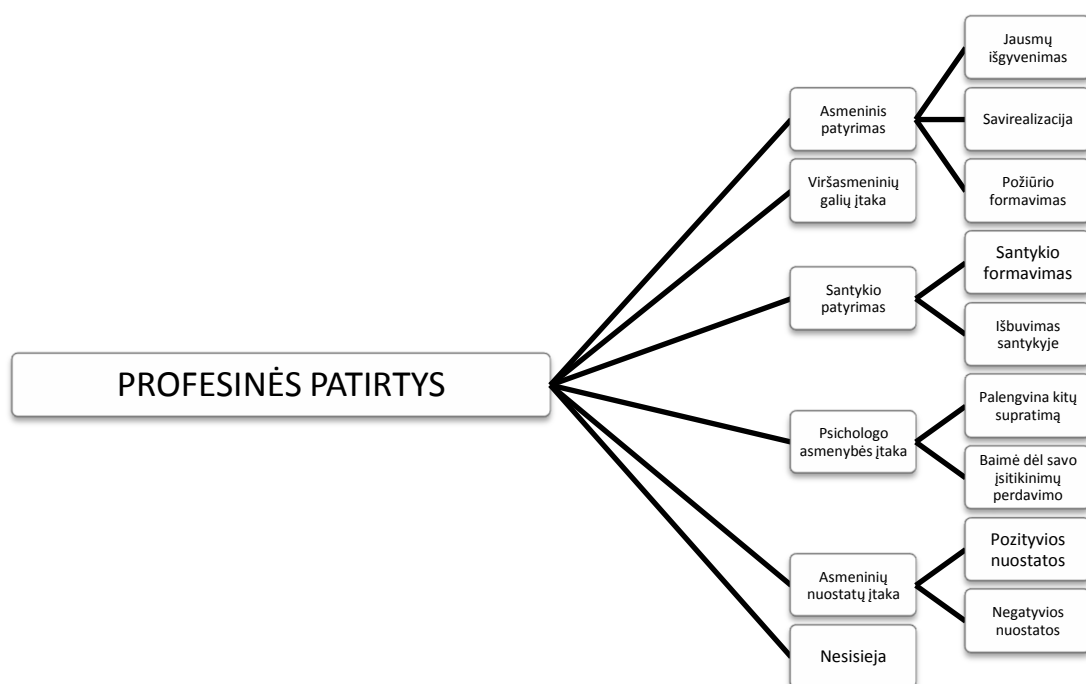 PROFESINĖS PATIRTYS
Asmeninis
patyrimas
Jausmų
išgyvenimas
Savirealizacija
Požiūrio
formavimas
Viršasmeninių
galių įtaka
Santykio
patyrimas
Santykio
formavimas
Išbuvimas
santykyje
Psichologo
asmenybės įtaka
Palengvina kitų
supratimą
Baimė dėl savo
įsitikinimų
perdavimo
Asmeninių
nuostatų įtaka
Pozityvios
nuostatos
Negatyvios
nuostatos
Nesisieja